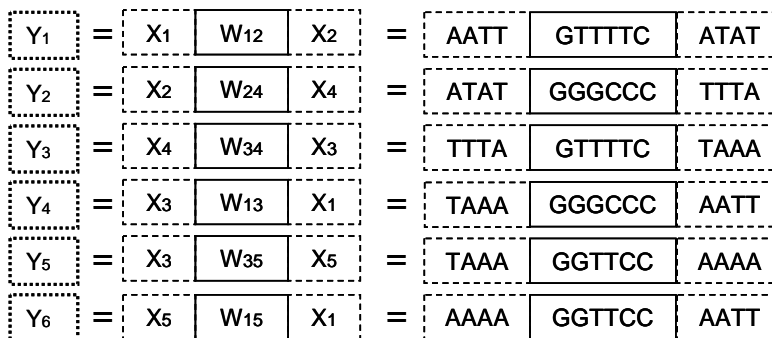 Y1 = X1 W12 X2 = AATT GTTTTC ATAT
Y2 = X2 W24 X4 = ATAT GGGCCC TTTA
Y3 = X4 W34 X3 = TTTA GTTTTC TAAA
Y4 = X3 W13 X1 = TAAA GGGCCC AATT
Y5 = X3 W35 X5 = TAAA GGTTCC AAAA
Y6 = X5 W15 X1 = AAAA GGTTCC AATT